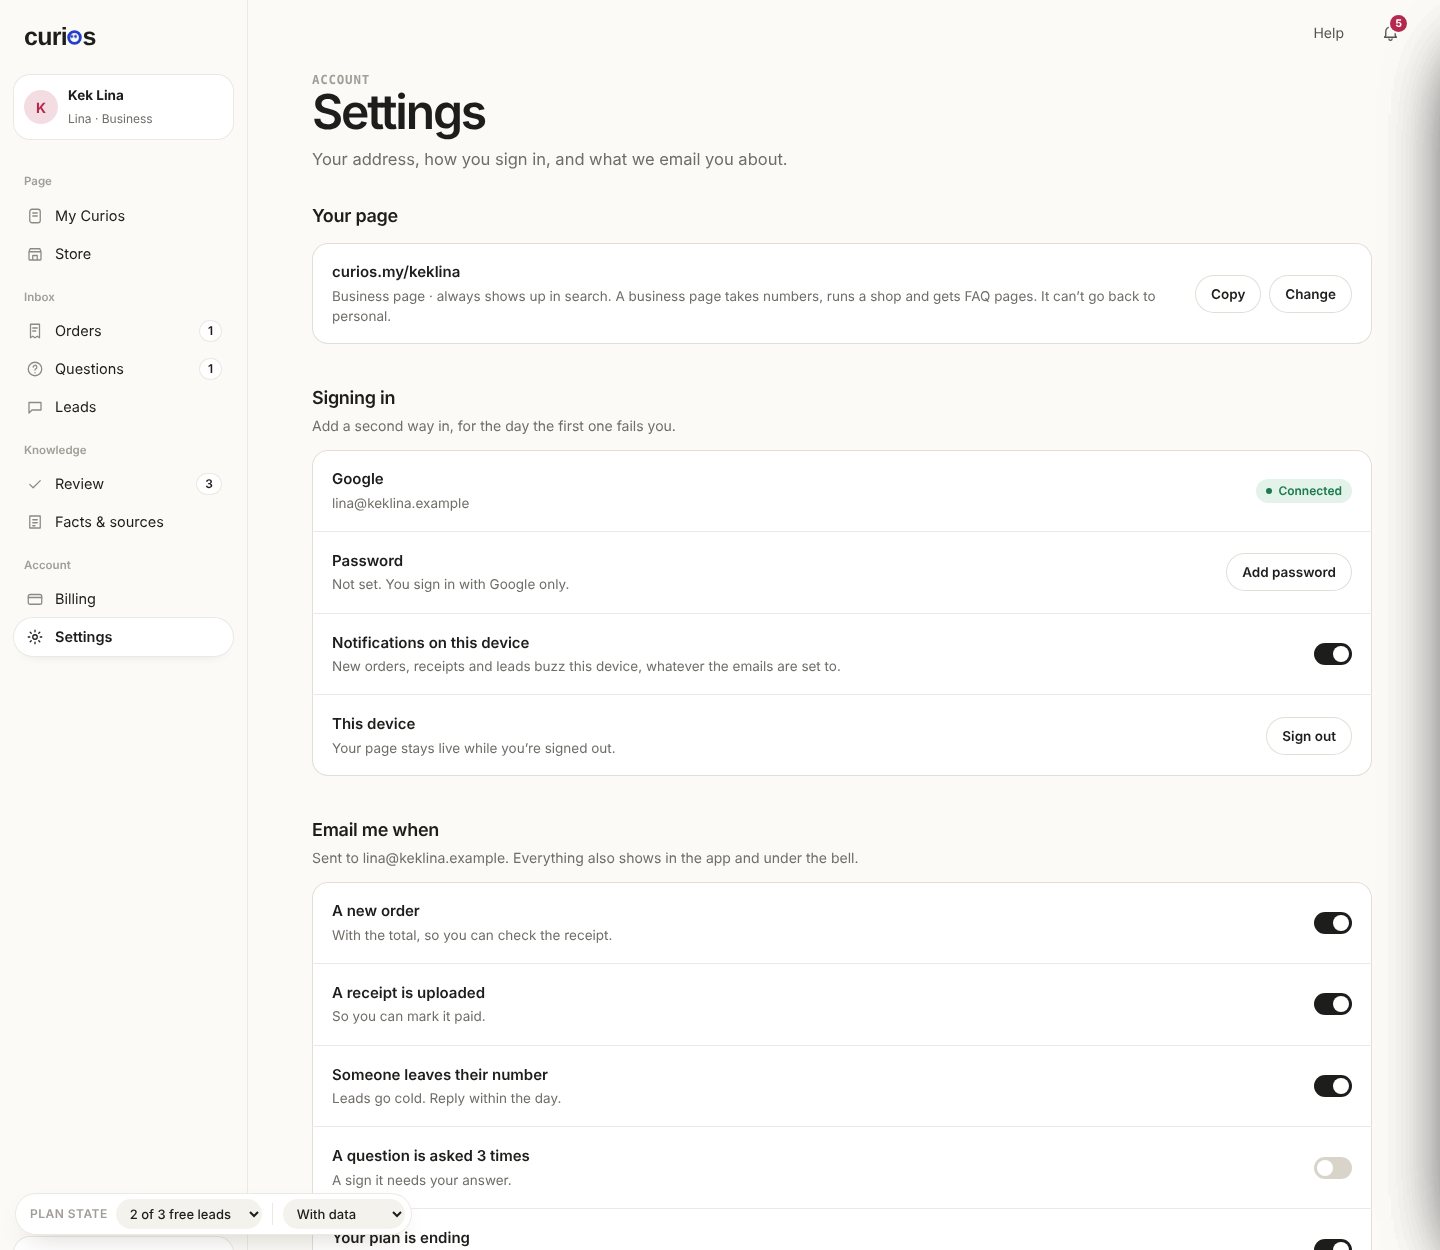 curios
Help
5
K
Kek Lina
Lina · Business
Page
My Curios
Store
Inbox
Orders
1
Questions
1
Leads
Knowledge
Review
3
Facts & sources
Account
Billing
Settings
ACCOUNT
Settings
Your address, how you sign in, and what we email you about.
Your page
curios.my/keklina
Business page · always shows up in search. A business page takes numbers, runs a shop and gets FAQ pages. It can’t go back to
personal.
Copy
Change
Signing in
Add a second way in, for the day the first one fails you.
Google
lina@keklina.example
Connected
Password
Not set. You sign in with Google only.
Add password
Notifications on this device
New orders, receipts and leads buzz this device, whatever the emails are set to.
This device
Your page stays live while you’re signed out.
Sign out
Email me when
Sent to lina@keklina.example. Everything also shows in the app and under the bell.
A new order
With the total, so you can check the receipt.
A receipt is uploaded
So you can mark it paid.
Someone leaves their number
Leads go cold. Reply within the day.
A question is asked 3 times
A sign it needs your answer.
Your plan is ending
PLAN STATE
2 of 3 free leads
With data